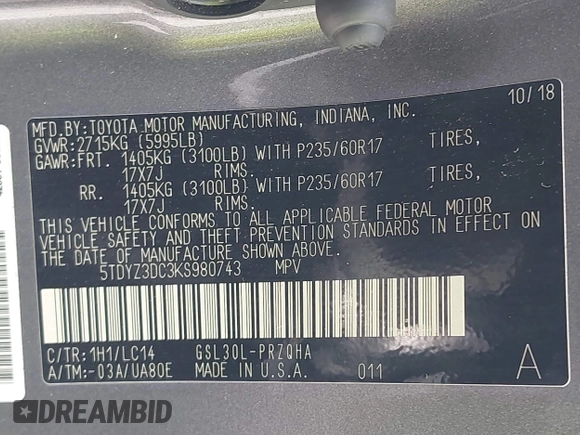 10/18
MFD.BY:TOYOTA MOTOR MANUFACTURING, INDIANA, INC.
GVWR:2715KG (5995LB)
GAWR:FRT. 1405KG (3100LB) WITH P235/60R17 TIRES,
17X7J RIMS.
RR. 1405KG (3100LB) WITH P235/60R17 TIRES,
17X7J RIMS.
THIS VEHICLE CONFORMS TO ALL APPLICABLE FEDERAL MOTOR
VEHICLE SAFETY AND THEFT PREVENTION STANDARDS IN EFFECT ON
THE DATE OF MANUFACTURE SHOWN ABOVE.
5TDYZ3DC3KS980743 MPV
C/TR:1H1/LC14 GSL30L-PRZQHA
A/TM:-03A/UA80E MADE IN U.S.A. 011 A
DREAMBID